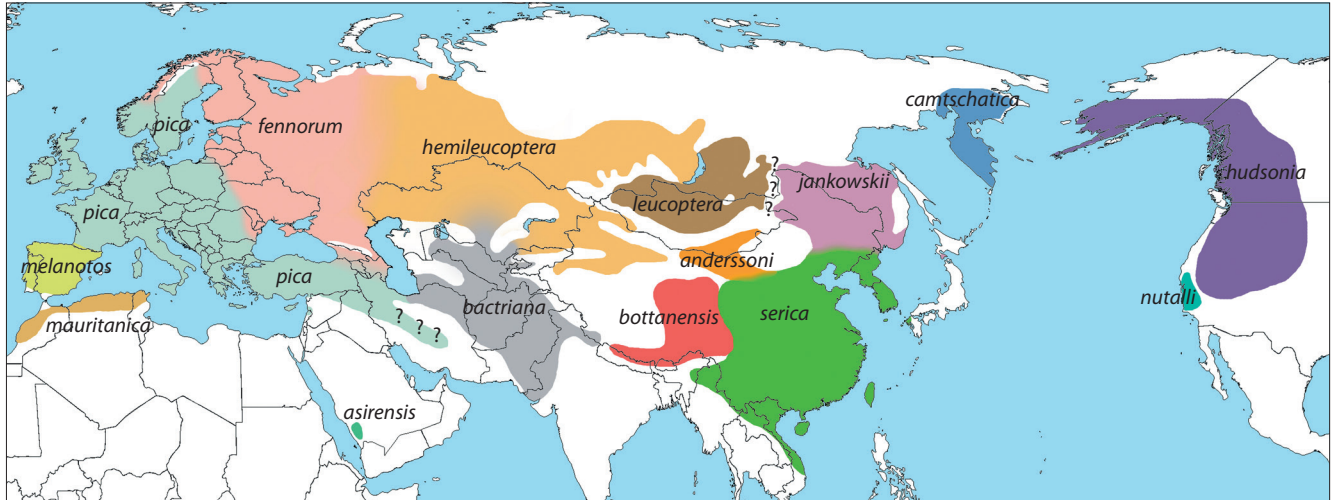 camtschatica
pica
fennorum
hemileucoptera
?
?
?
jankowskii
hudsonia
leucoptera
pica
anderssoni
melanotos
pica
nutalli
mauritanica
?
?
?
bactriana
bottanensis
serica
asirensis